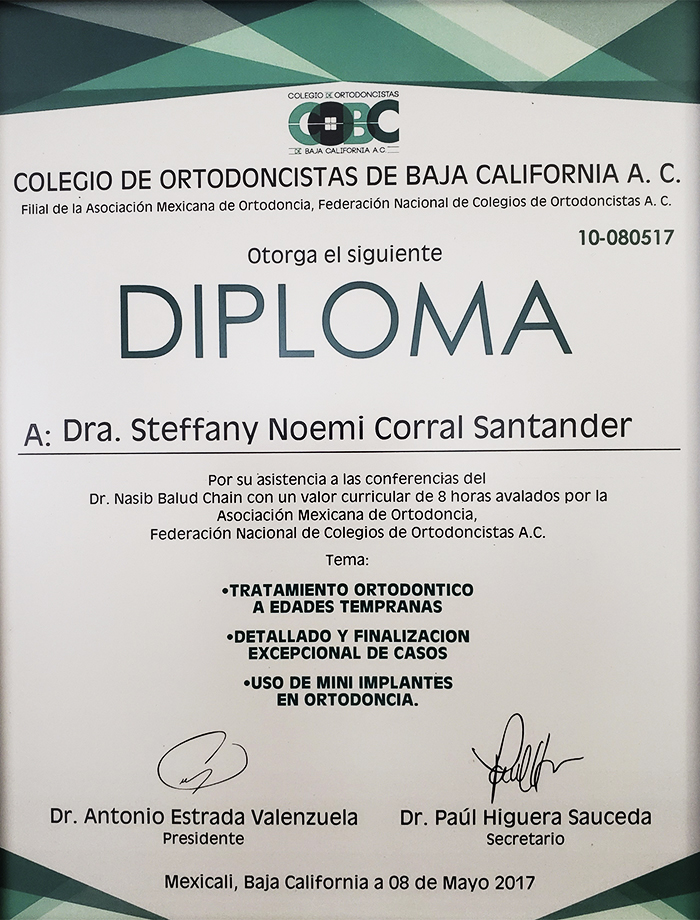 COLEGIO DE ORTODONCISTAS
COBC
DE BAJA CALIFORNIA A.C.
COLEGIO DE ORTODONCISTAS DE BAJA CALIFORNIA A. C.
Filial de la Asociación Mexicana de Ortodoncia, Federación Nacional de Colegios de Ortodoncistas A. C.
10-080517
Otorga el siguiente
DIPLOMA
A: Dra. Steffany Noemi Corral Santander
Por su asistencia a las conferencias del
Dr. Nasib Balud Chain con un valor curricular de 8 horas avalados por la
Asociación Mexicana de Ortodoncia,
Federación Nacional de Colegios de Ortodoncistas A.C.
Tema:
•TRATAMIENTO ORTODONTICO
A EDADES TEMPRANAS
•DETALLADO Y FINALIZACION
EXCEPCIONAL DE CASOS
•USO DE MINI IMPLANTES
EN ORTODONCIA.
Dr. Antonio Estrada Valenzuela
Presidente
Dr. Paúl Higuera Sauceda
Secretario
Mexicali, Baja California a 08 de Mayo 2017